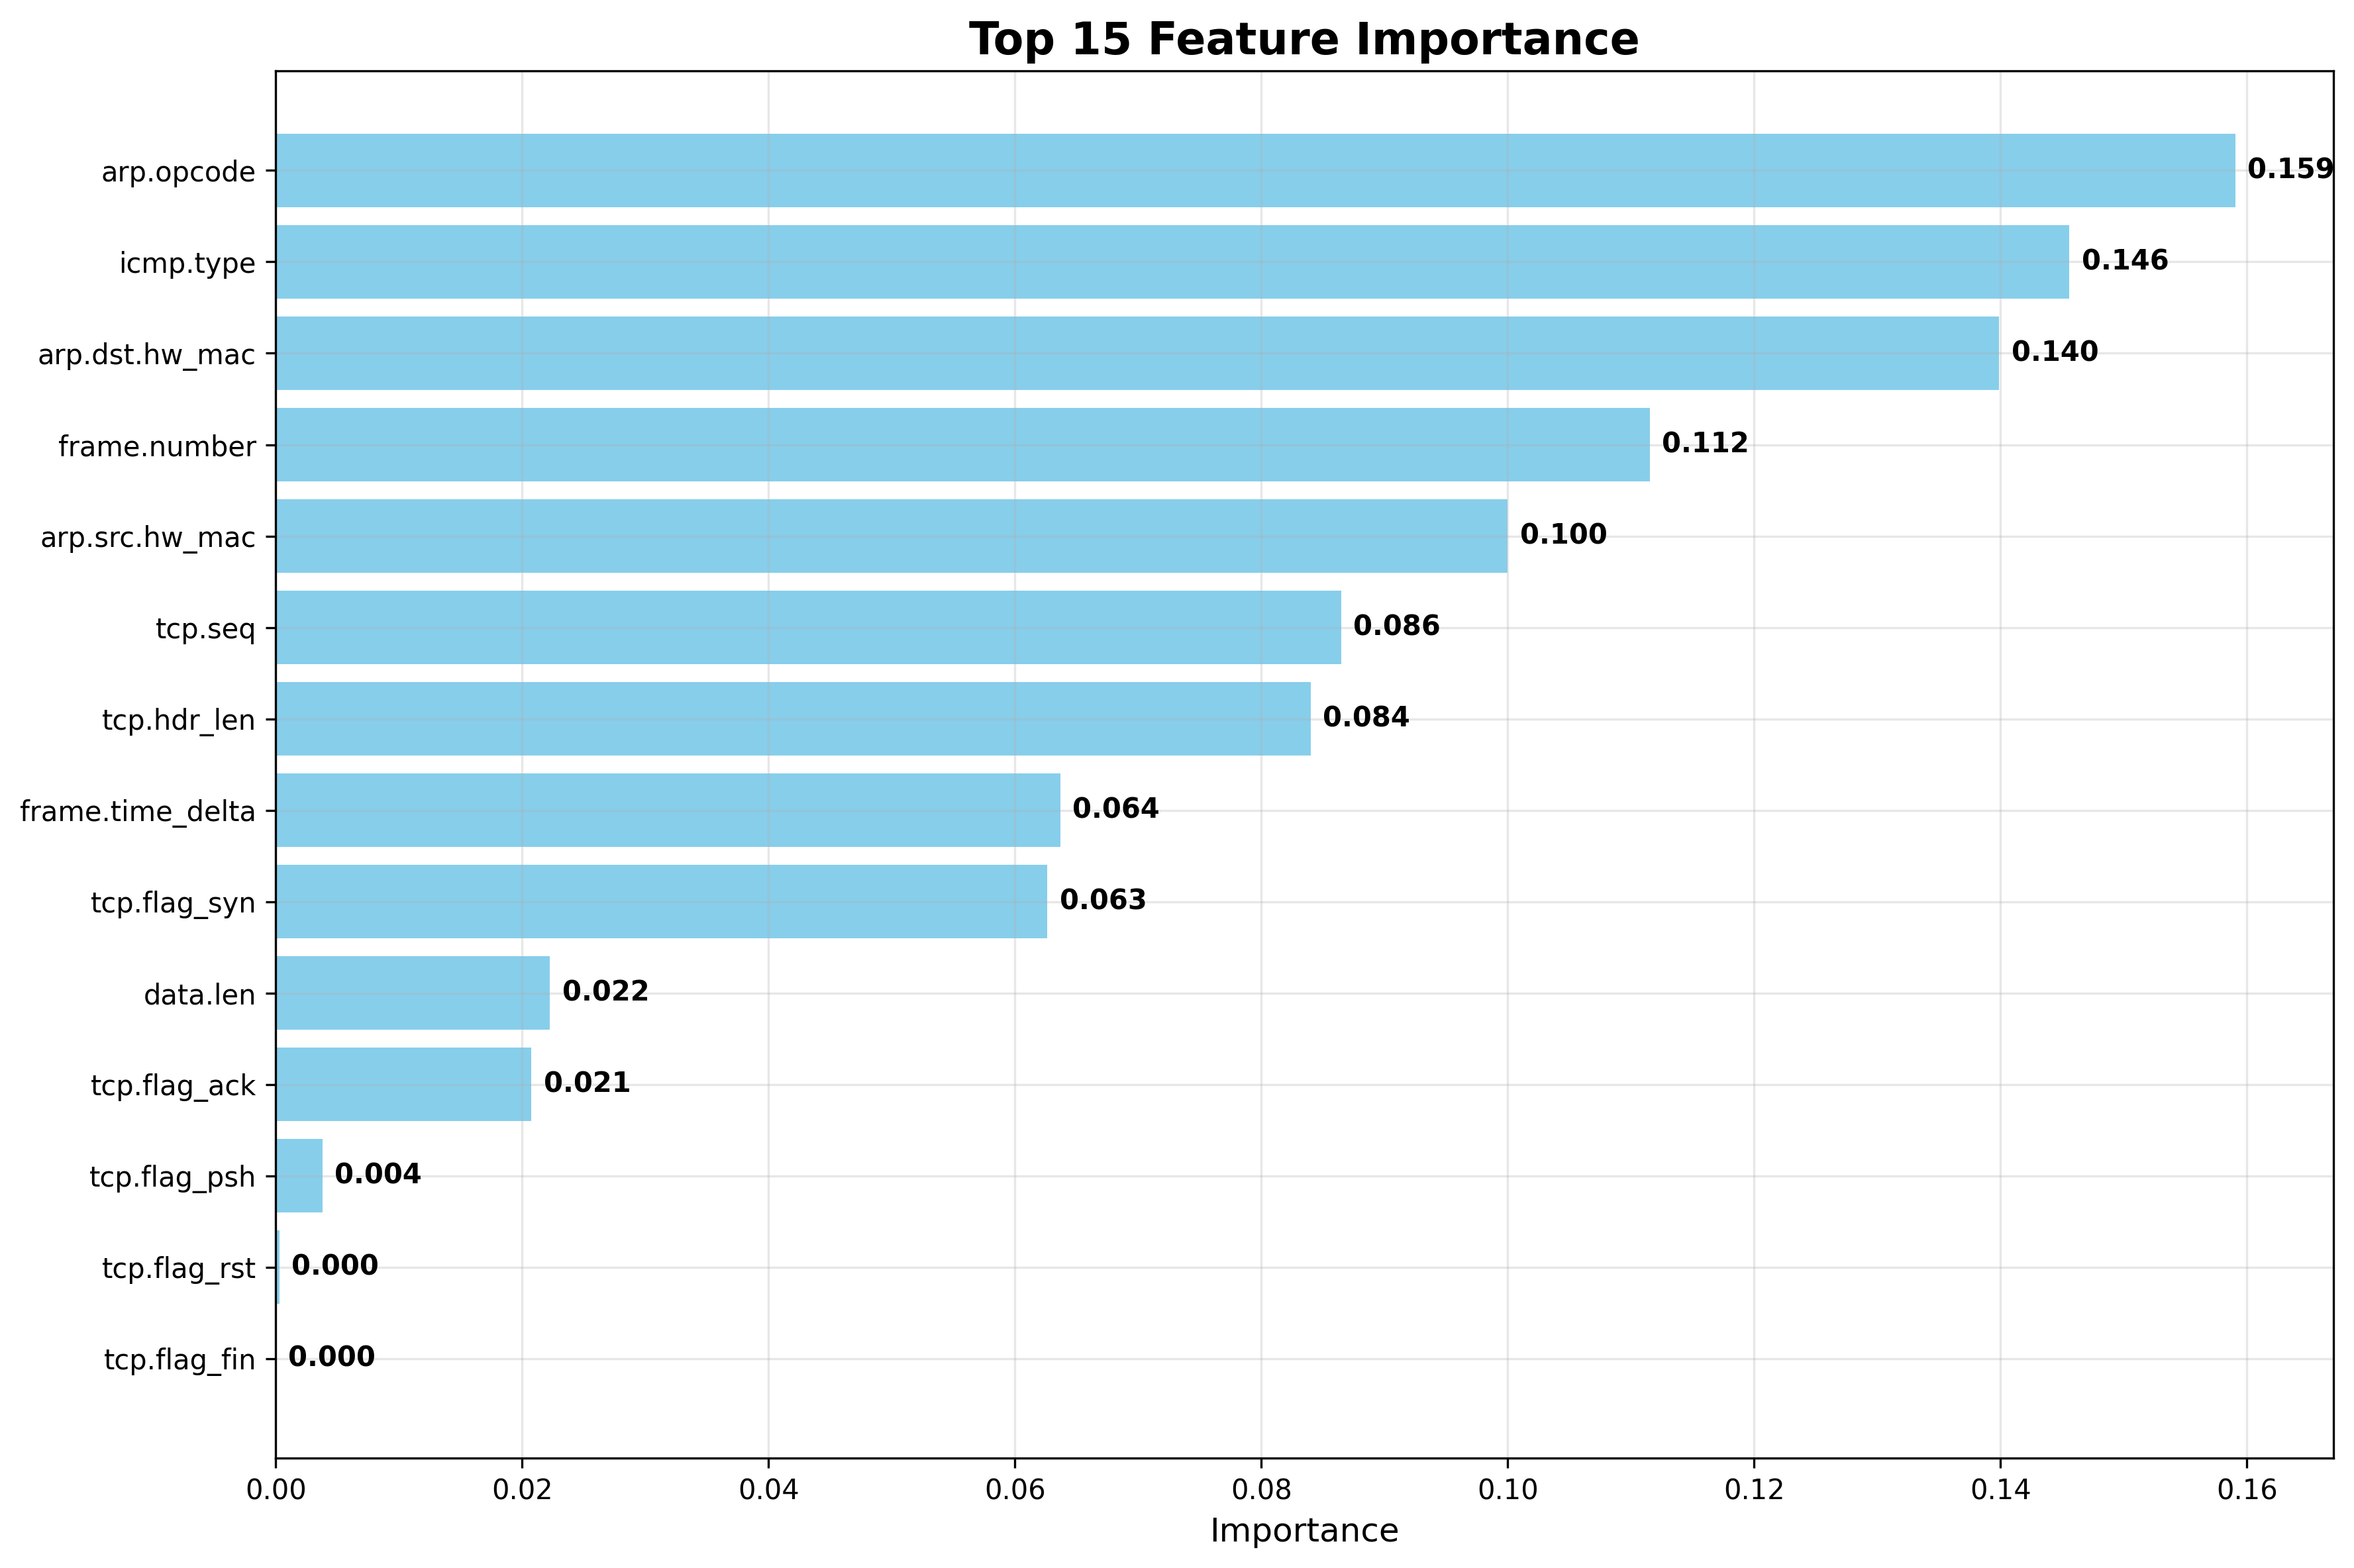 Top 15 Feature Importance
arp.opcode 0.159
icmp.type 0.146
arp.dst.hw_mac 0.140
frame.number 0.112
arp.src.hw_mac 0.100
tcp.seq 0.086
tcp.hdr_len 0.084
frame.time_delta 0.064
tcp.flag_syn 0.063
data.len 0.022
tcp.flag_ack 0.021
tcp.flag_psh 0.004
tcp.flag_rst 0.000
tcp.flag_fin 0.000
0.00 0.02 0.04 0.06 0.08 0.10 0.12 0.14 0.16
Importance